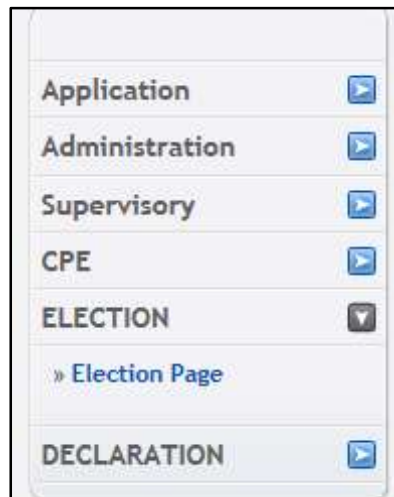 Application
Administration
Supervisory
CPE
ELECTION
» Election Page
DECLARATION